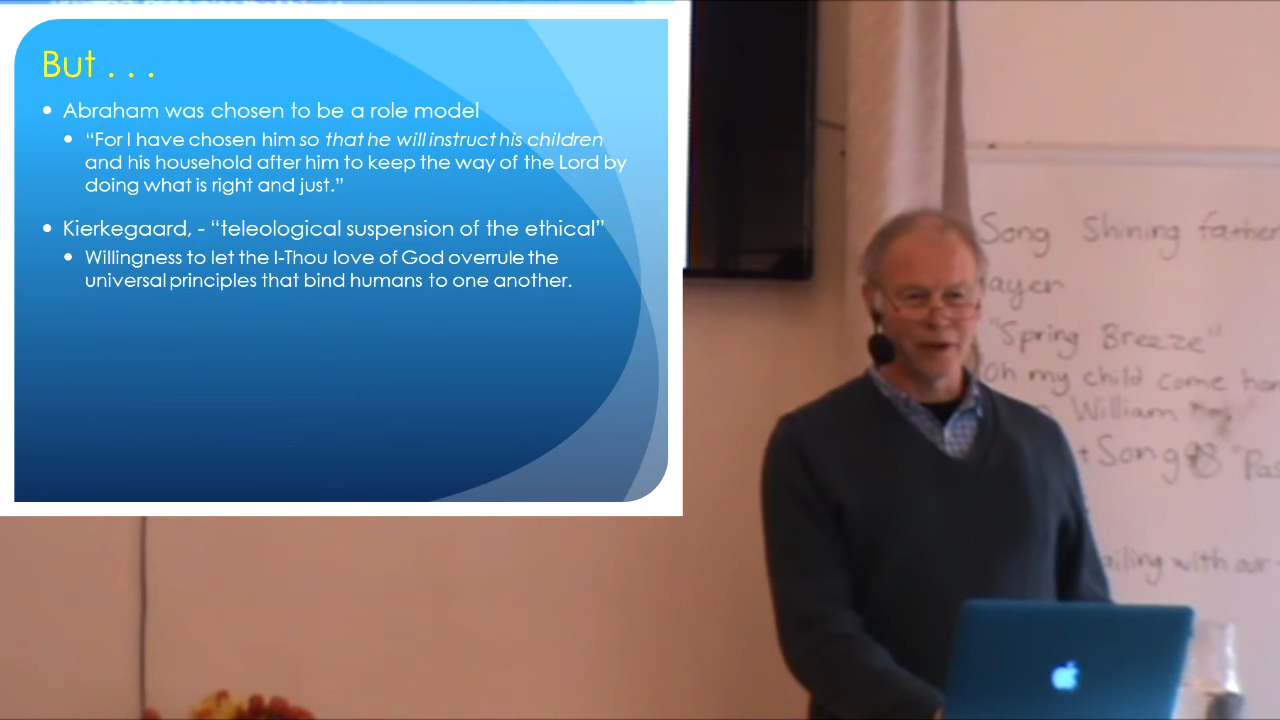 But . . .
• Abraham was chosen to be a role model
• “For I have chosen him so that he will instruct his children
and his household after him to keep the way of the Lord by
doing what is right and just.”
• Kierkegaard, - “teleological suspension of the ethical”
• Willingness to let the I-Thou love of God overrule the
universal principles that bind humans to one another.
Song Shining father
ayer
"Spring Breeze"
Oh my child come
William
+ Song
ailing with our